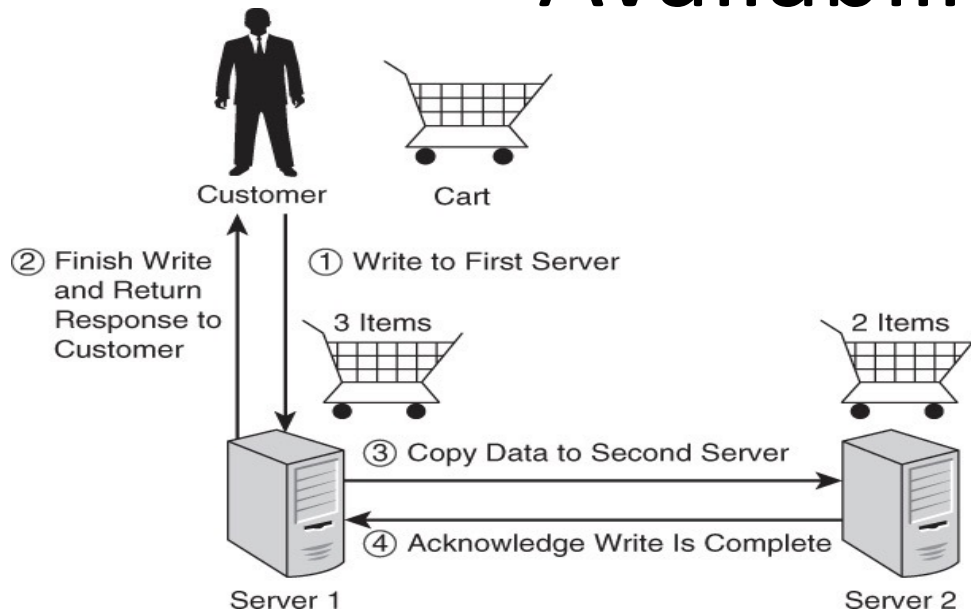 Customer
Cart
② Finish Write
and Return
Response to
Customer
① Write to First Server
3 Items
2 Items
③ Copy Data to Second Server
④ Acknowledge Write Is Complete
Server 1
Server 2